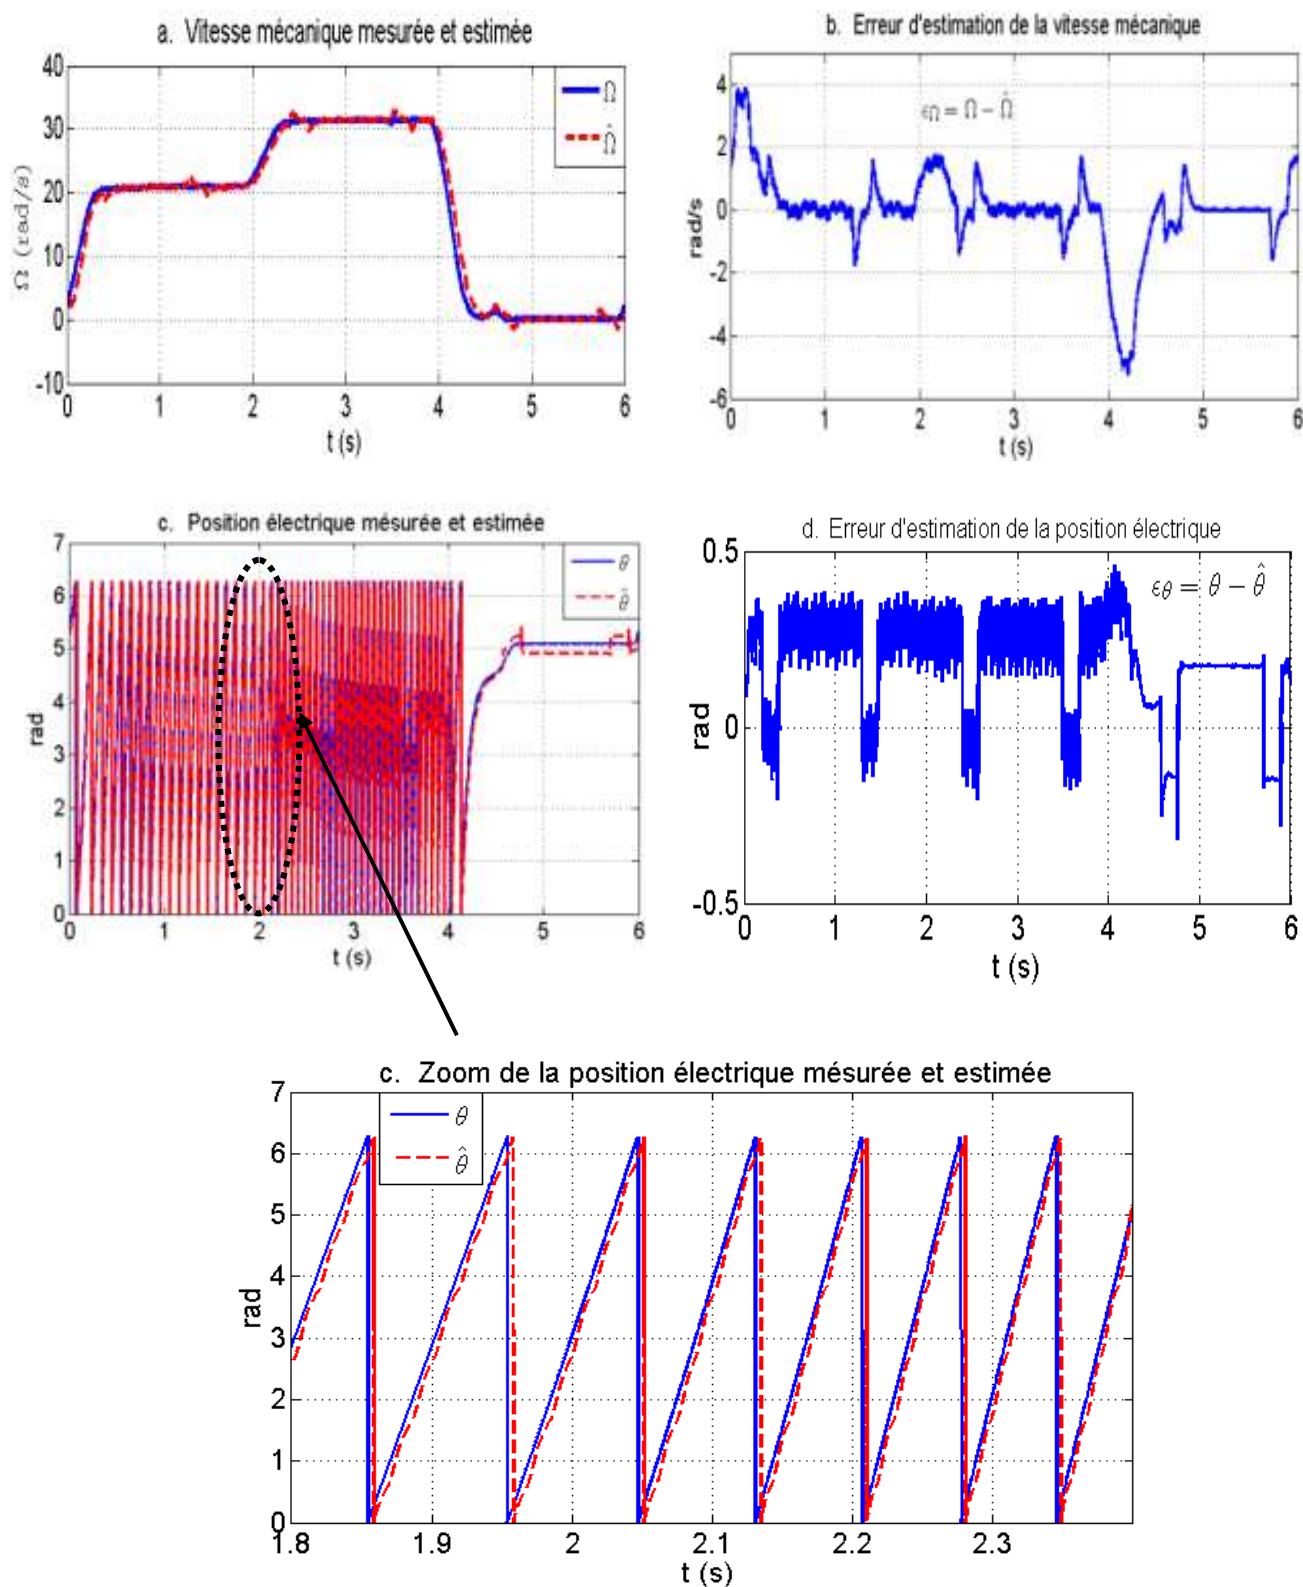 a. Vitesse mécanique mesurée et estimée
40
30
20
10
0
-10
Ω (rad/s)
Ω
Ω̂
0 1 2 3 4 5 6
t (s)
b. Erreur d'estimation de la vitesse mécanique
4
2
0
-2
-4
-6
rad/s
ϵΩ = Ω - Ω̂
0 1 2 3 4 5 6
t (s)
c. Position électrique mésurée et estimée
7
6
5
4
3
2
1
0
rad
θ
θ̂
0 1 2 3 4 5 6
t (s)
d. Erreur d'estimation de la position électrique
0.5
0
-0.5
rad
ϵθ = θ - θ̂
0 1 2 3 4 5 6
t (s)
c. Zoom de la position électrique mésurée et estimée
7
6
5
4
3
2
1
0
rad
θ
θ̂
1.8 1.9 2 2.1 2.2 2.3
t (s)